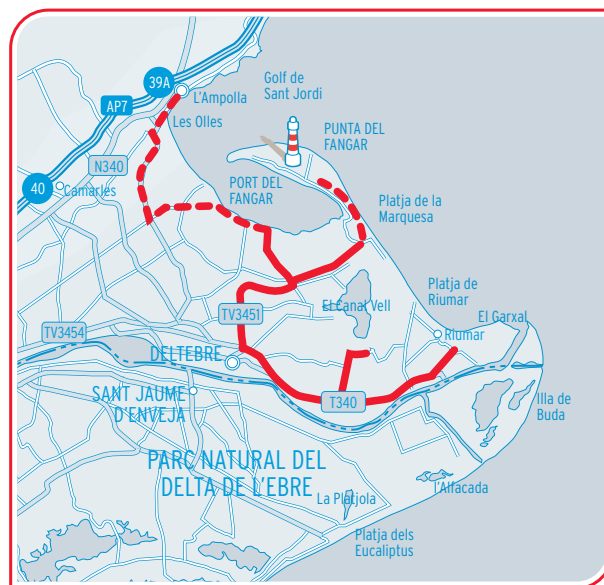 39A
Golf de
Sant Jordi
L'Ampolla
AP7
Les Olles
PUNTA DEL
FANGAR
N340
40
Camarles
PORT DEL
FANGAR
Platja de la
Marquesa
Platja de
Riumar
El Canal Vell
TV3451
El Garxal
TV3454
Riumar
DELTEBRE
SANT JAUME
D'ENVEJA
T340
Illa de
Buda
PARC NATURAL DEL
DELTA DE L'EBRE
l'Alfacada
La Platjola
Platja dels
Eucaliptus